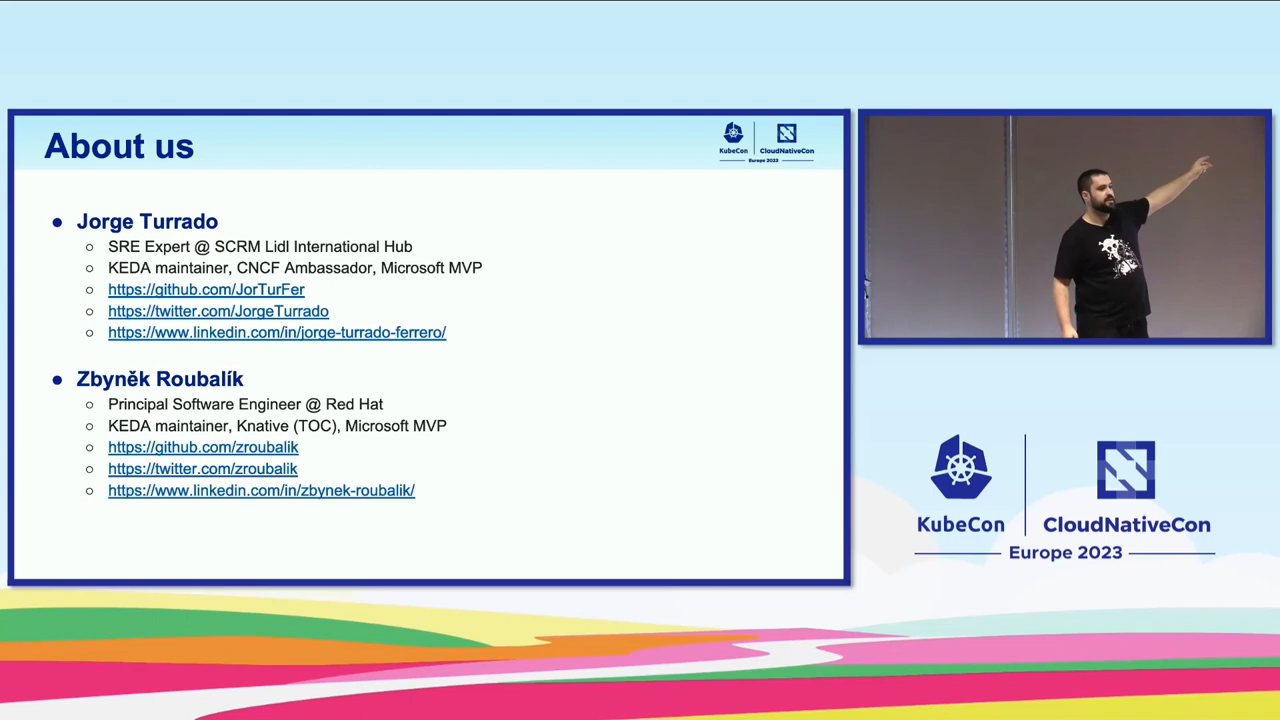 About us
KubeCon
CloudNativeCon
Europe 2023
● Jorge Turrado
○ SRE Expert @ SCRM Lidl International Hub
○ KEDA maintainer, CNCF Ambassador, Microsoft MVP
○ https://github.com/JorTurFer
○ https://twitter.com/JorgeTurrado
○ https://www.linkedin.com/in/jorge-turrado-ferrero/
● Zbyněk Roubalík
○ Principal Software Engineer @ Red Hat
○ KEDA maintainer, Knative (TOC), Microsoft MVP
○ https://github.com/zroubalik
○ https://twitter.com/zroubalik
○ https://www.linkedin.com/in/zbynek-roubalik/
KubeCon
CloudNativeCon
Europe 2023